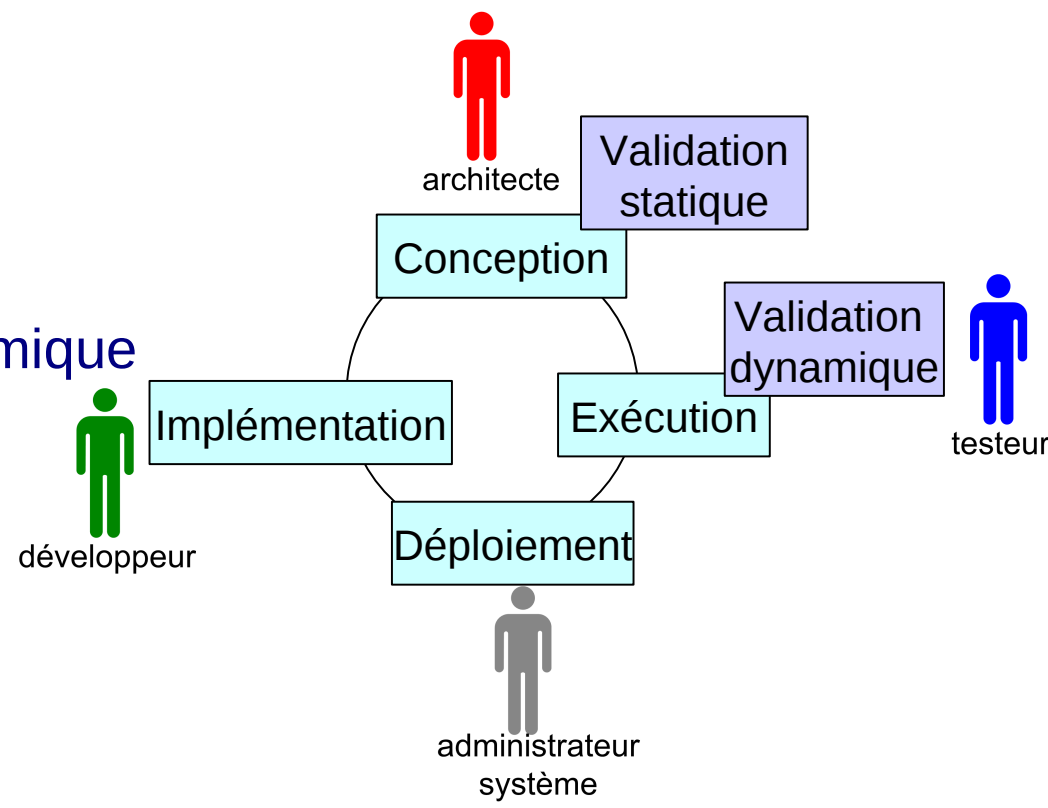 Validation
statique
architecte
Conception
Validation
dynamique
mique
Implémentation
Exécution
testeur
développeur
Déploiement
administrateur
système